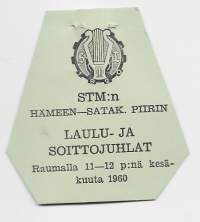 STM:n
HÄMEEN—SATAK. PIIRIN
LAULU- JA
SOITTOJUHLAT
Raumalla 11—12 p:nä kesä-
kuuta 1960